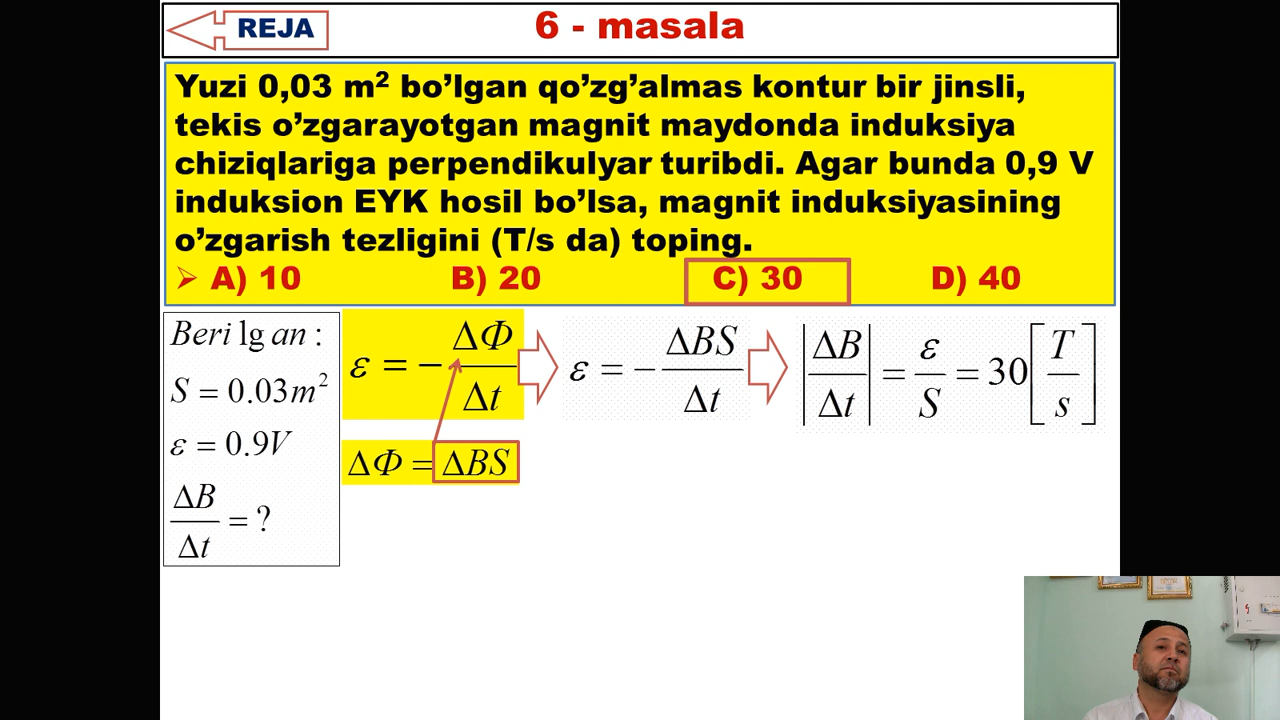 REJA
6 - masala
Yuzi 0,03 m² bo’lgan qo’zg’almas kontur bir jinsli,
tekis o’zgarayotgan magnit maydonda induksiya
chiziqlariga perpendikulyar turibdi. Agar bunda 0,9 V
induksion EYK hosil bo’lsa, magnit induksiyasining
o’zgarish tezligini (T/s da) toping.
➢ A) 10 B) 20 C) 30 D) 40
Beri lg an :
S = 0.03m²
ε = 0.9V
ΔB/Δt = ?
ε = −ΔΦ/Δt
ΔΦ = ΔBS
ε = −ΔBS/Δt
|ΔB/Δt| = ε/S = 30[T/s]